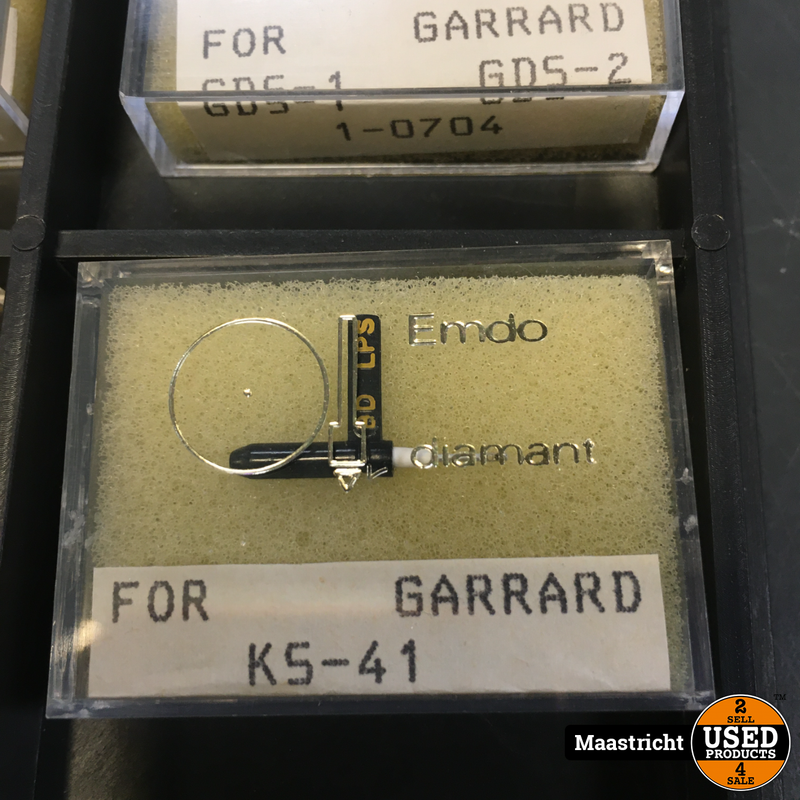 FOR GARRARD
GDS-1 GDS-2
1-0704
Emdo
LPS
diamant
FOR GARRARD
KS-41
Maastricht
2
SELL
USED
PRODUCTS
4
SALE
TM